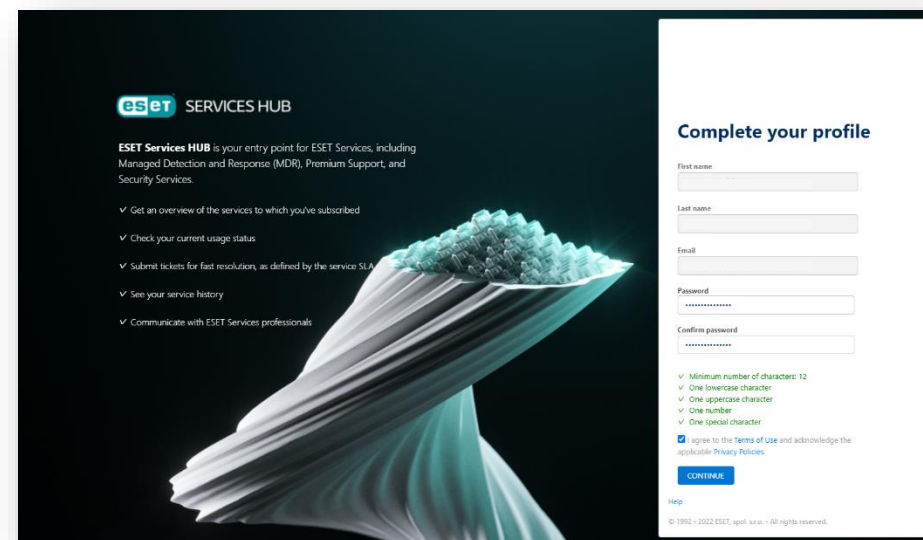 eset SERVICES HUB
ESET Services HUB is your entry point for ESET Services, including
Managed Detection and Response (MDR), Premium Support, and
Security Services.
✓ Get an overview of the services to which you've subscribed
✓ Check your current usage status
✓ Submit tickets for fast resolution, as defined by the service SLA
✓ See your service history
✓ Communicate with ESET Services professionals
Complete your profile
First name
Last name
Email
Password
•••••••••••••••
Confirm password
•••••••••••••••
✓ Minimum number of characters: 12
✓ One lowercase character
✓ One uppercase character
✓ One number
✓ One special character
I agree to the Terms of Use and acknowledge the
applicable Privacy Policies.
CONTINUE
Help
© 1992 - 2022 ESET, spol. s r.o. - All rights reserved.